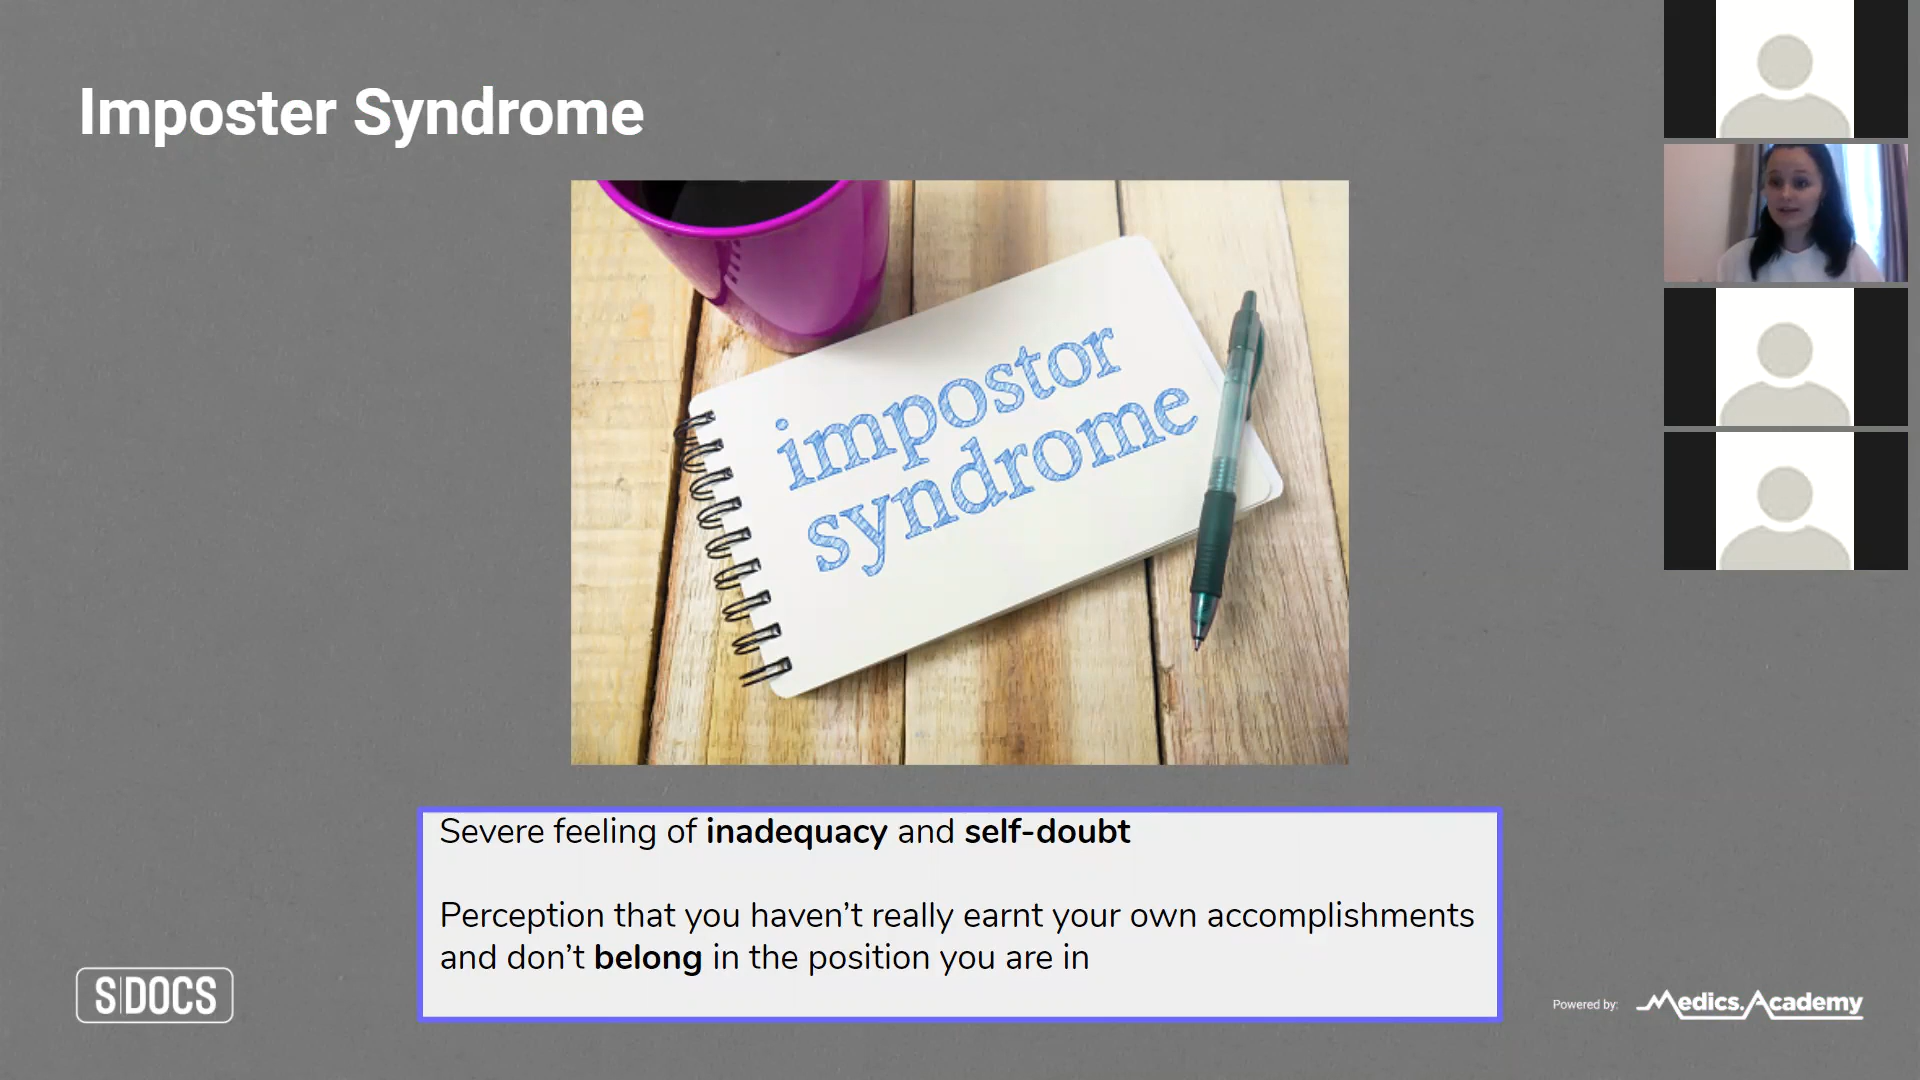 Imposter Syndrome
impostor
syndrome
Severe feeling of inadequacy and self-doubt
Perception that you haven’t really earnt your own accomplishments
and don’t belong in the position you are in
S|DOCS
Powered by: Medics.Academy